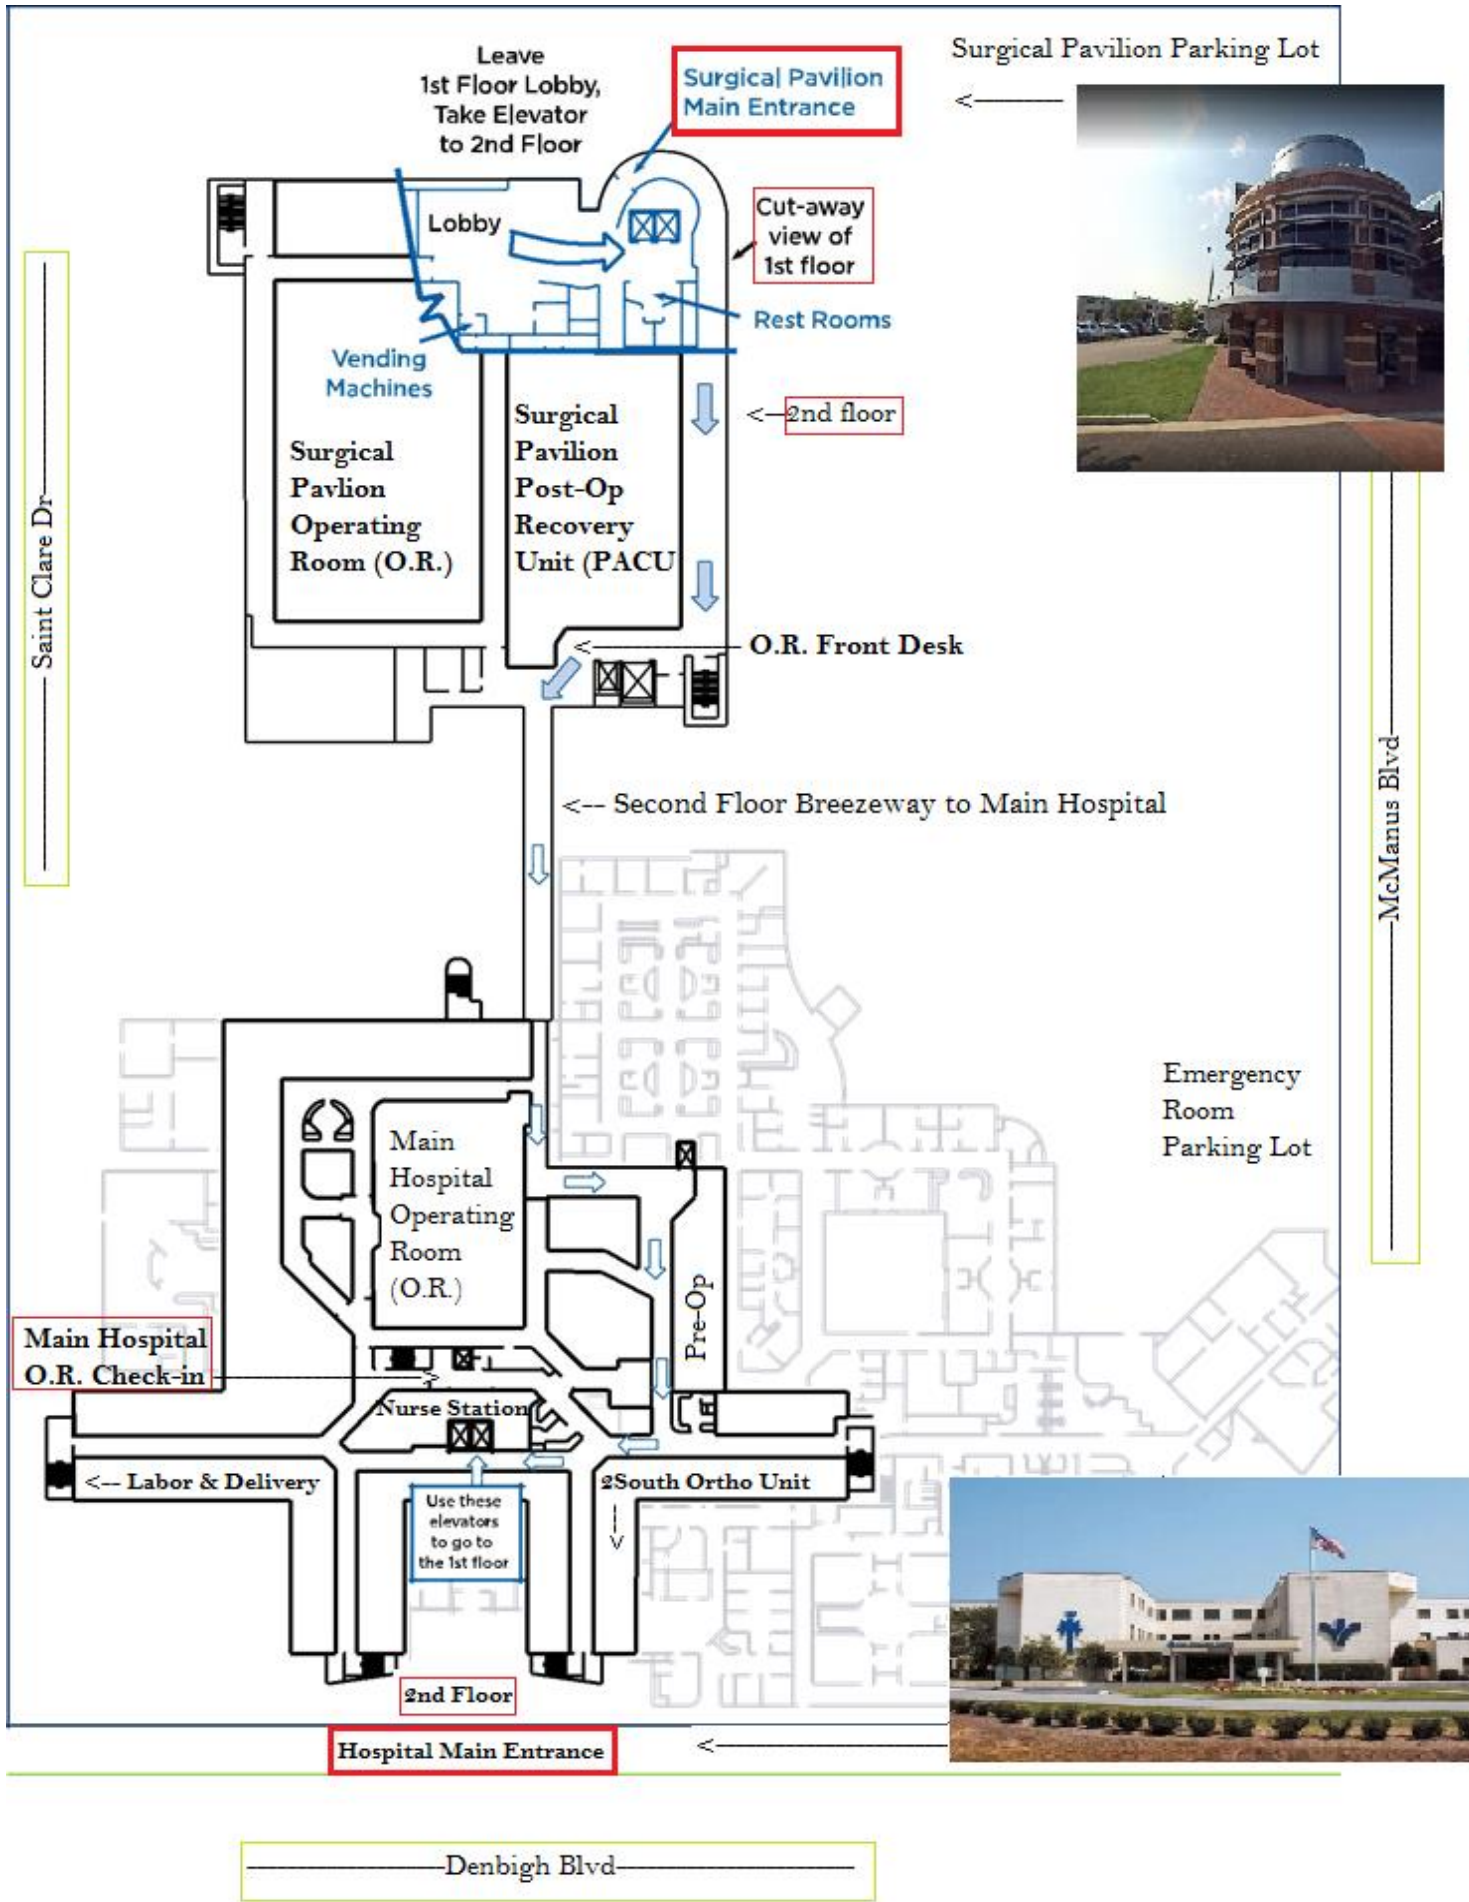 Surgical Pavilion Parking Lot
<--------
Leave
1st Floor Lobby,
Take Elevator
to 2nd Floor
Surgical Pavilion
Main Entrance
Lobby
Cut-away
view of
1st floor
Rest Rooms
Vending
Machines
<--2nd floor
Surgical
Pavlion
Operating
Room (O.R.)
Surgical
Pavilion
Post-Op
Recovery
Unit (PACU
O.R. Front Desk
Saint Clare Dr
McManus Blvd
<-- Second Floor Breezeway to Main Hospital
Emergency
Room
Parking Lot
Main
Hospital
Operating
Room
(O.R.)
Pre-Op
Main Hospital
O.R. Check-in
Nurse Station
<-- Labor & Delivery
2South Ortho Unit
Use these
elevators
to go to
the 1st floor
2nd Floor
Hospital Main Entrance
Denbigh Blvd